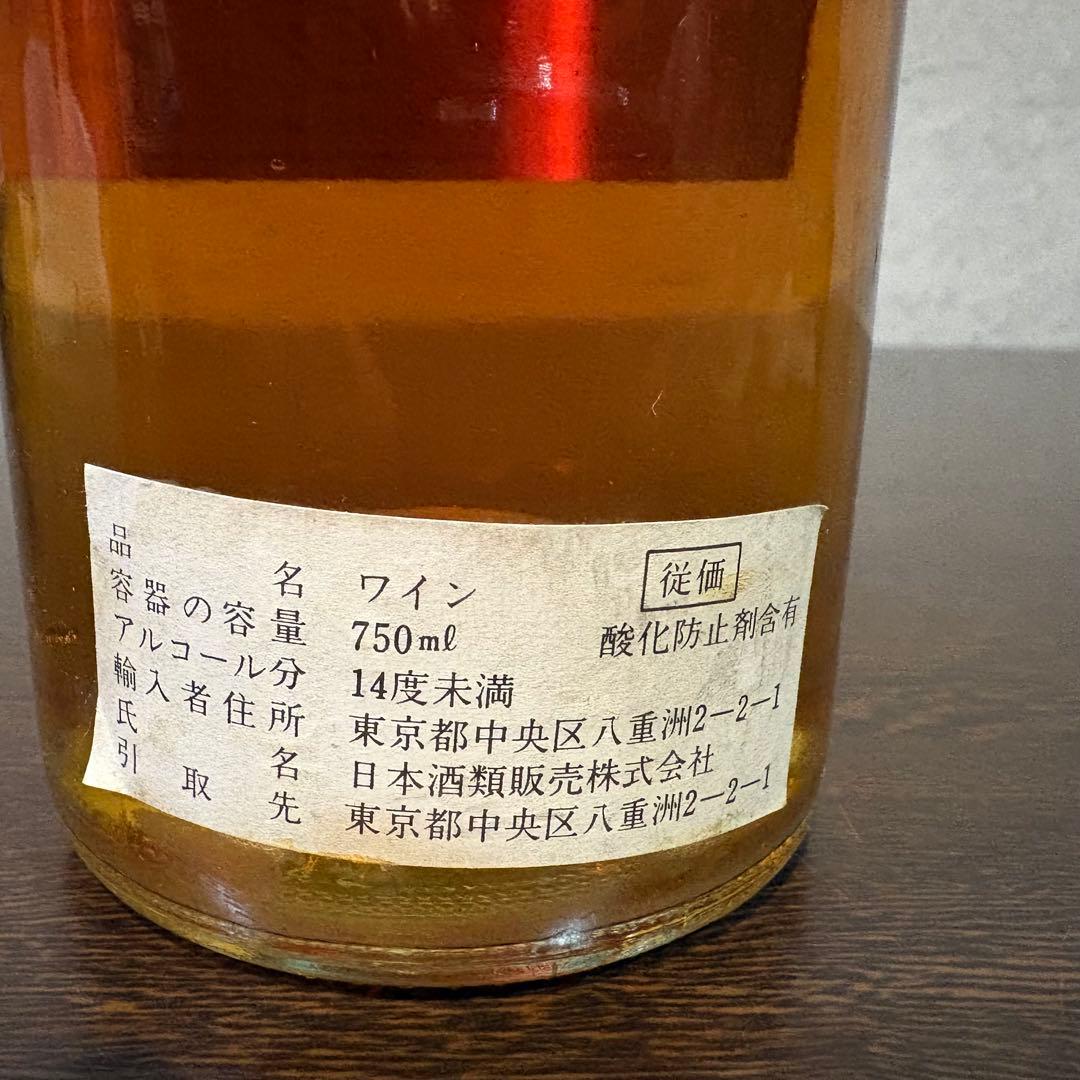 品名 ワイン 従価
容器の容量 750ml 酸化防止剤含有
アルコール分 14度未満
輸入者住所 東京都中央区八重洲2-2-1
氏名 日本酒類販売株式会社
引取先 東京都中央区八重洲2-2-1